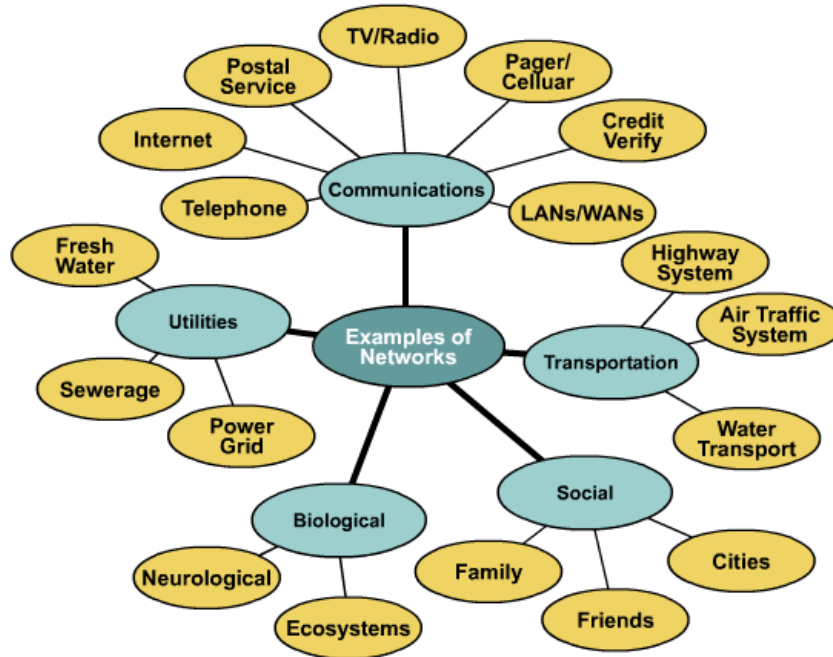 TV/Radio
Postal
Service
Pager/
Celluar
Internet
Credit
Verify
Communications
Telephone
LANs/WANs
Fresh
Water
Highway
System
Utilities
Examples of
Networks
Air Traffic
System
Transportation
Sewerage
Power
Grid
Water
Transport
Social
Biological
Neurological
Family
Cities
Ecosystems
Friends